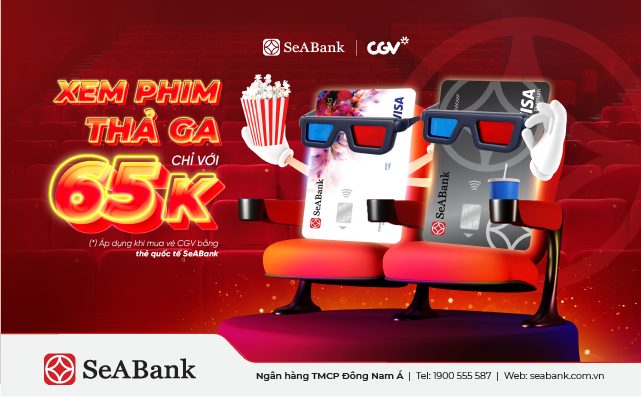 SeABank | CGV*
XEM PHIM
THẢ GA
CHỈ VỚI
65K
(*) Áp dụng khi mua vé CGV bằng
thẻ quốc tế SeABank
VISA
VISA
SeABank
SeABank
SeABank
Ngân hàng TMCP Đông Nam Á | Tel: 1900 555 587 | Web: seabank.com.vn